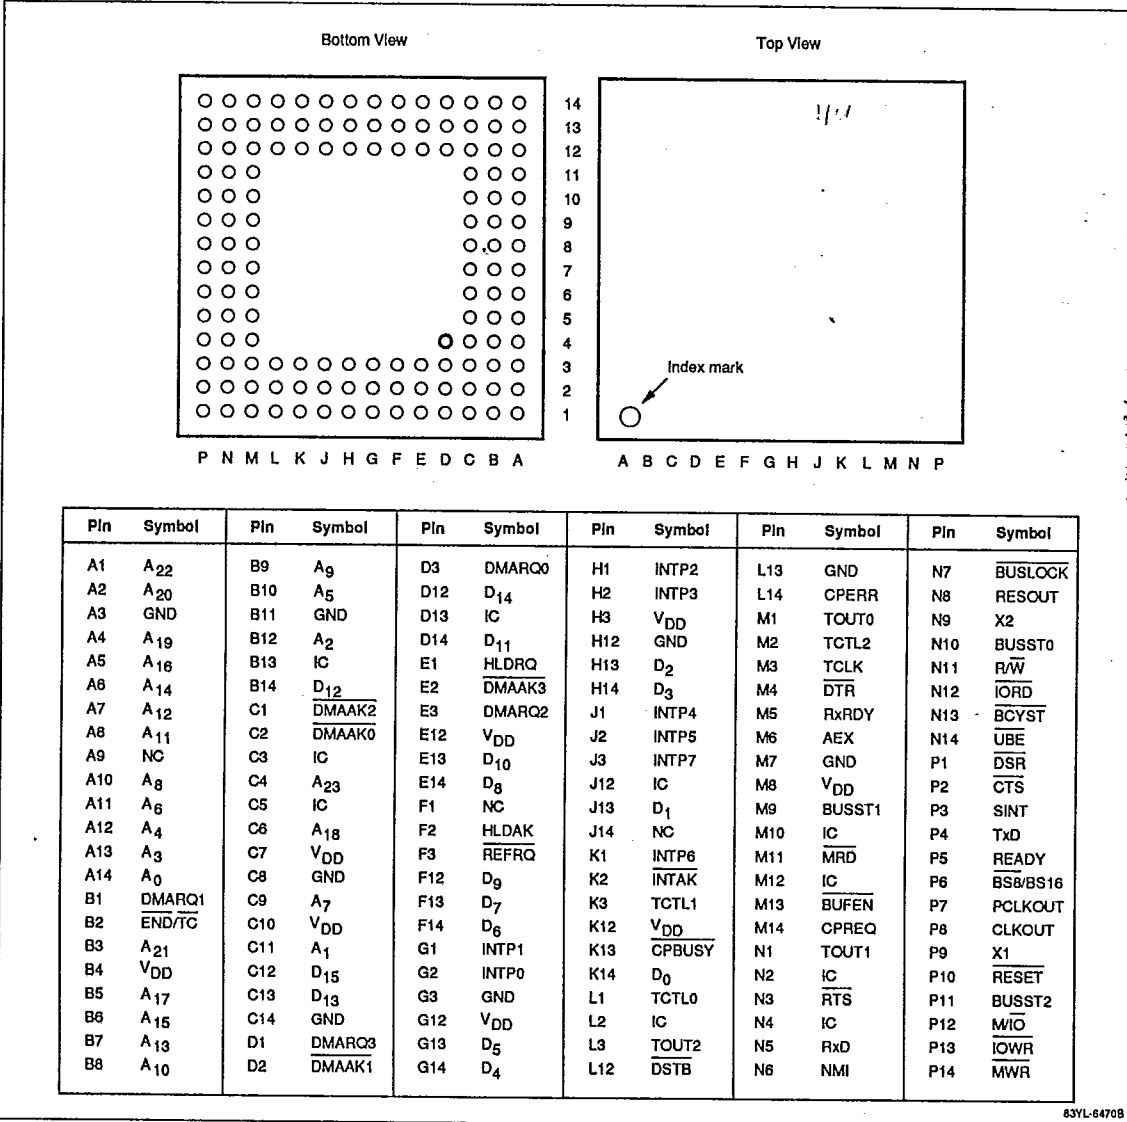 Bottom View
Top View
14
13
12
11
10
9
8
7
6
5
4
3
2
1
Index mark
P N M L K J H G F E D C B A
A B C D E F G H J K L M N P
Pin Symbol Pin Symbol Pin Symbol Pin Symbol Pin Symbol Pin Symbol
A1 A22 B9 A9 D3 DMARQ0 H1 INTP2 L13 GND N7 BUSLOCK
A2 A20 B10 A5 D12 D14 H2 INTP3 L14 CPERR N8 RESOUT
A3 GND B11 GND D13 IC H3 VDD M1 TOUT0 N9 X2
A4 A19 B12 A2 D14 D11 H12 GND M2 TCTL2 N10 BUSST0
A5 A16 B13 IC E1 HLDRQ H13 D2 M3 TCLK N11 R/W
A6 A14 B14 D12 E2 DMAAK3 H14 D3 M4 DTR N12 IORD
A7 A12 C1 DMAAK2 E3 DMARQ2 J1 INTP4 M5 RxRDY N13 BCYST
A8 A11 C2 DMAAK0 E12 VDD J2 INTP5 M6 AEX N14 UBE
A9 NC C3 IC E13 D10 J3 INTP7 M7 GND P1 DSR
A10 A8 C4 A23 E14 D8 J12 IC M8 VDD P2 CTS
A11 A6 C5 IC F1 NC J13 D1 M9 BUSST1 P3 SINT
A12 A4 C6 A18 F2 HLDAK J14 NC M10 IC P4 TxD
A13 A3 C7 VDD F3 REFRQ K1 INTP6 M11 MRD P5 READY
A14 A0 C8 GND F12 D9 K2 INTAK M12 IC P6 BS8/BS16
B1 DMARQ1 C9 A7 F13 D7 K3 TCTL1 M13 BUFEN P7 PCLKOUT
B2 END/TC C10 VDD F14 D6 K12 VDD M14 CPREQ P8 CLKOUT
B3 A21 C11 A1 G1 INTP1 K13 CPBUSY N1 TOUT1 P9 X1
B4 VDD C12 D15 G2 INTP0 K14 D0 N2 IC P10 RESET
B5 A17 C13 D13 G3 GND L1 TCTL0 N3 RTS P11 BUSST2
B6 A15 C14 GND G12 VDD L2 IC N4 IC P12 M/IO
B7 A13 D1 DMARQ3 G13 D5 L3 TOUT2 N5 RxD P13 IOWR
B8 A10 D2 DMAAK1 G14 D4 L12 DSTB N6 NMI P14 MWR
83YL-6470B